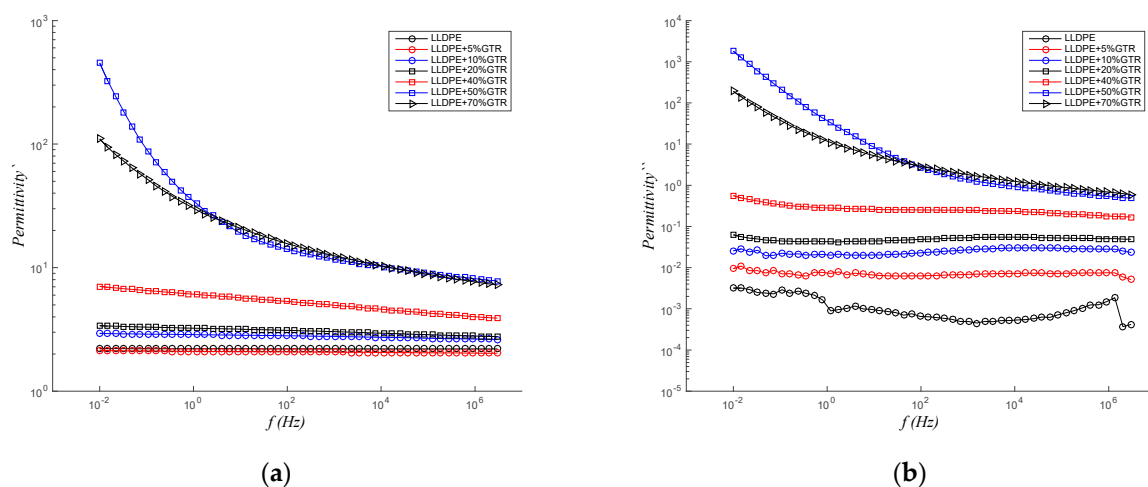 10^3
10^2
10^1
10^0
Permittivity`
10^-2
10^0
10^2
10^4
10^6
f (Hz)
LLDPE
LLDPE+5%GTR
LLDPE+10%GTR
LLDPE+20%GTR
LLDPE+40%GTR
LLDPE+50%GTR
LLDPE+70%GTR
(a)
10^4
10^3
10^2
10^1
10^0
10^-1
10^-2
10^-3
10^-4
10^-5
Permittivity``
10^-2
10^0
10^2
10^4
10^6
f (Hz)
LLDPE
LLDPE+5%GTR
LLDPE+10%GTR
LLDPE+20%GTR
LLDPE+40%GTR
LLDPE+50%GTR
LLDPE+70%GTR
(b)